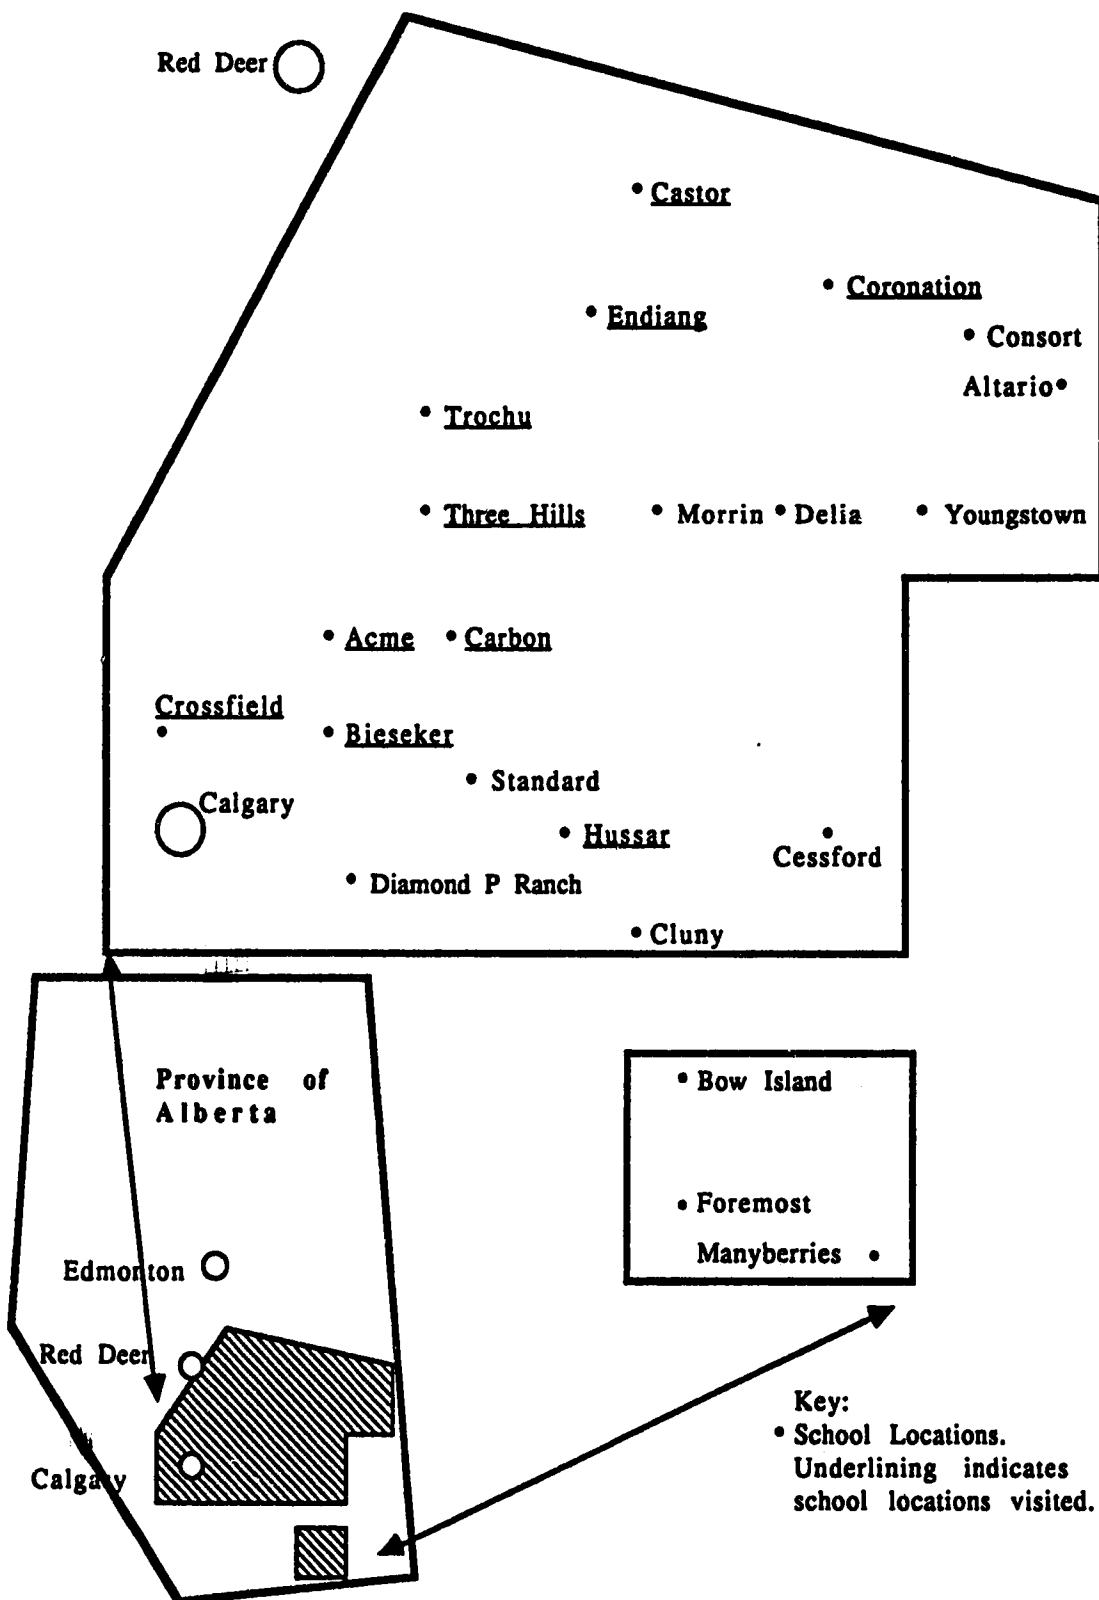 Red Deer
Castor
Coronation
Endiang
Consort
Altario
Trochu
Three Hills
Morrin
Delia
Youngstown
Acme
Carbon
Crossfield
Bieseker
Standard
Calgary
Hussar
Cessford
Diamond P Ranch
Cluny
Province of
Alberta
Bow Island
Foremost
Manyberries
Edmonton
Red Deer
Calgary
Key:
• School Locations.
Underlining indicates
school locations visited.